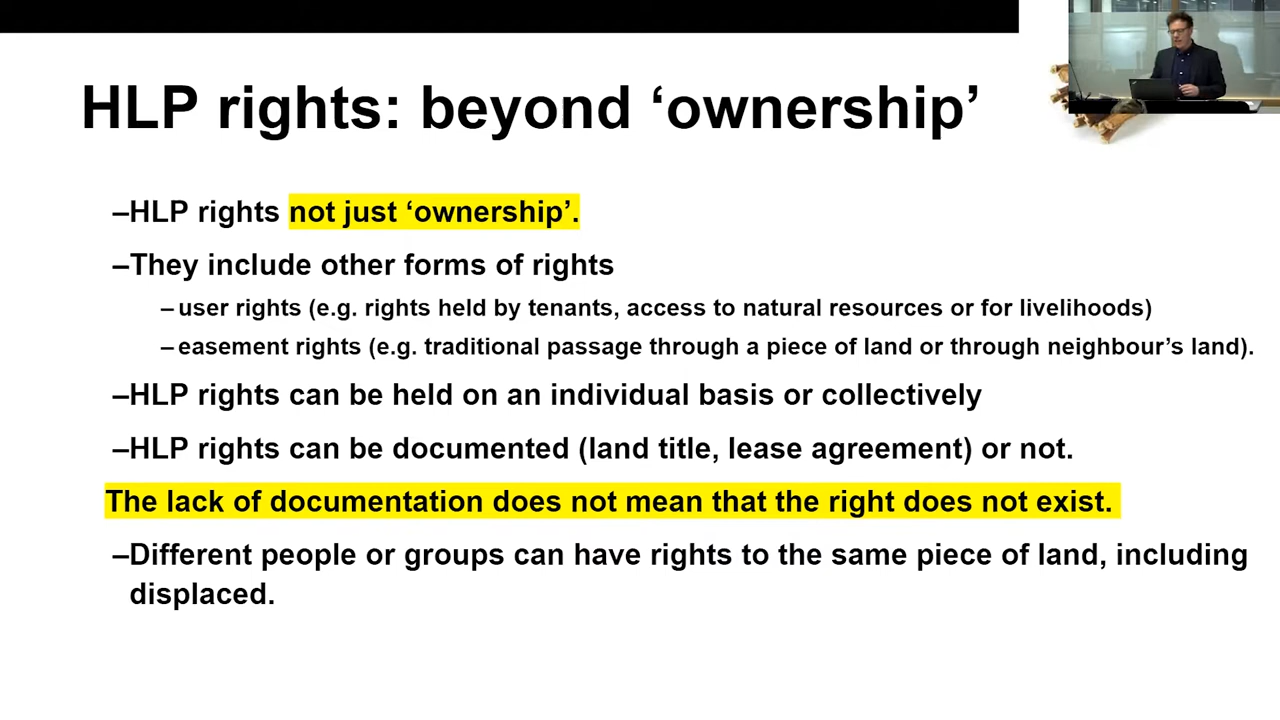 HLP rights: beyond ‘ownership’
–HLP rights not just ‘ownership’.
–They include other forms of rights
– user rights (e.g. rights held by tenants, access to natural resources or for livelihoods)
– easement rights (e.g. traditional passage through a piece of land or through neighbour’s land).
–HLP rights can be held on an individual basis or collectively
–HLP rights can be documented (land title, lease agreement) or not.
The lack of documentation does not mean that the right does not exist.
–Different people or groups can have rights to the same piece of land, including
displaced.